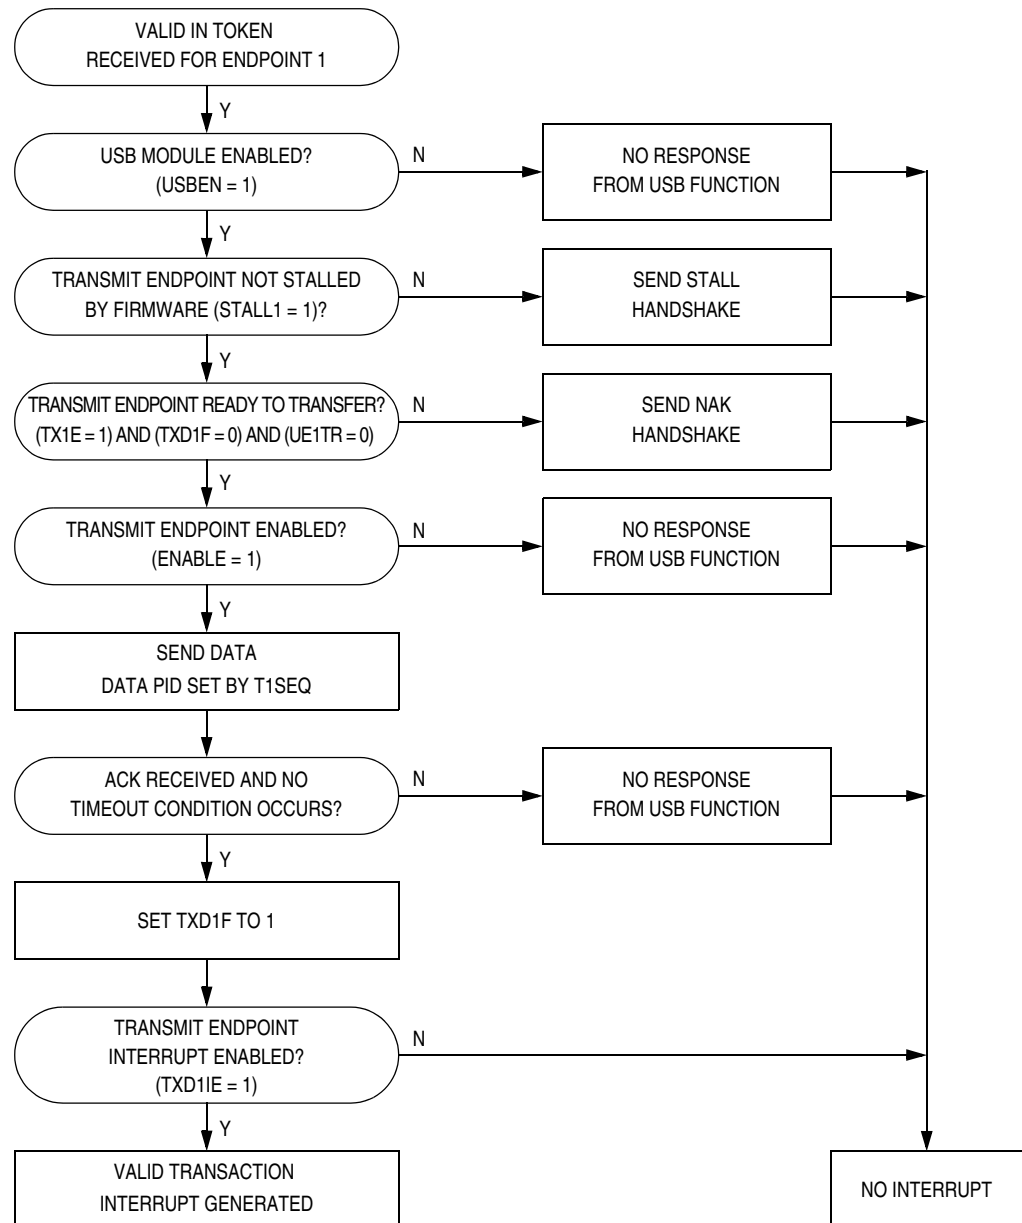 VALID IN TOKEN
RECEIVED FOR ENDPOINT 1
Y
USB MODULE ENABLED?
(USBEN = 1)
N
NO RESPONSE
FROM USB FUNCTION
Y
TRANSMIT ENDPOINT NOT STALLED
BY FIRMWARE (STALL1 = 1)?
N
SEND STALL
HANDSHAKE
Y
TRANSMIT ENDPOINT READY TO TRANSFER?
(TX1E = 1) AND (TXD1F = 0) AND (UE1TR = 0)
N
SEND NAK
HANDSHAKE
Y
TRANSMIT ENDPOINT ENABLED?
(ENABLE = 1)
N
NO RESPONSE
FROM USB FUNCTION
Y
SEND DATA
DATA PID SET BY T1SEQ
ACK RECEIVED AND NO
TIMEOUT CONDITION OCCURS?
N
NO RESPONSE
FROM USB FUNCTION
Y
SET TXD1F TO 1
TRANSMIT ENDPOINT
INTERRUPT ENABLED?
(TXD1IE = 1)
N
Y
VALID TRANSACTION
INTERRUPT GENERATED
NO INTERRUPT